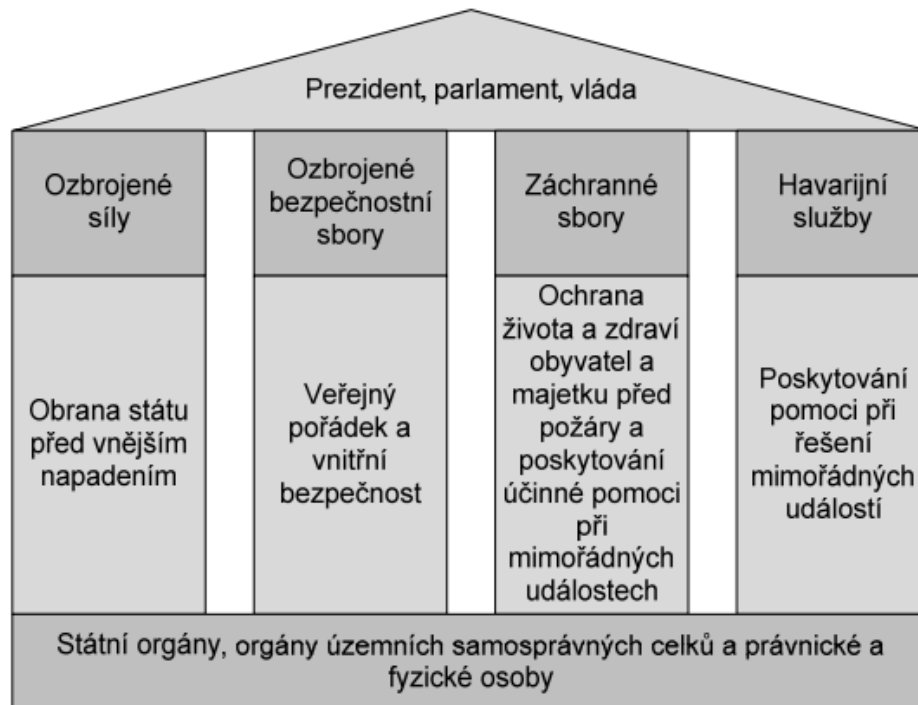 Prezident, parlament, vláda
Ozbrojené
síly
Ozbrojené
bezpečnostní
sbory
Záchranné
sbory
Havarijní
služby
Obrana státu
před vnějším
napadením
Veřejný
pořádek a
vnitřní
bezpečnost
Ochrana
života a zdraví
obyvatel a
majetku před
požáry a
poskytování
účinné pomoci
při
mimořádných
událostech
Poskytování
pomoci při
řešení
mimořádných
událostí
Státní orgány, orgány územních samosprávných celků a právnické a
fyzické osoby